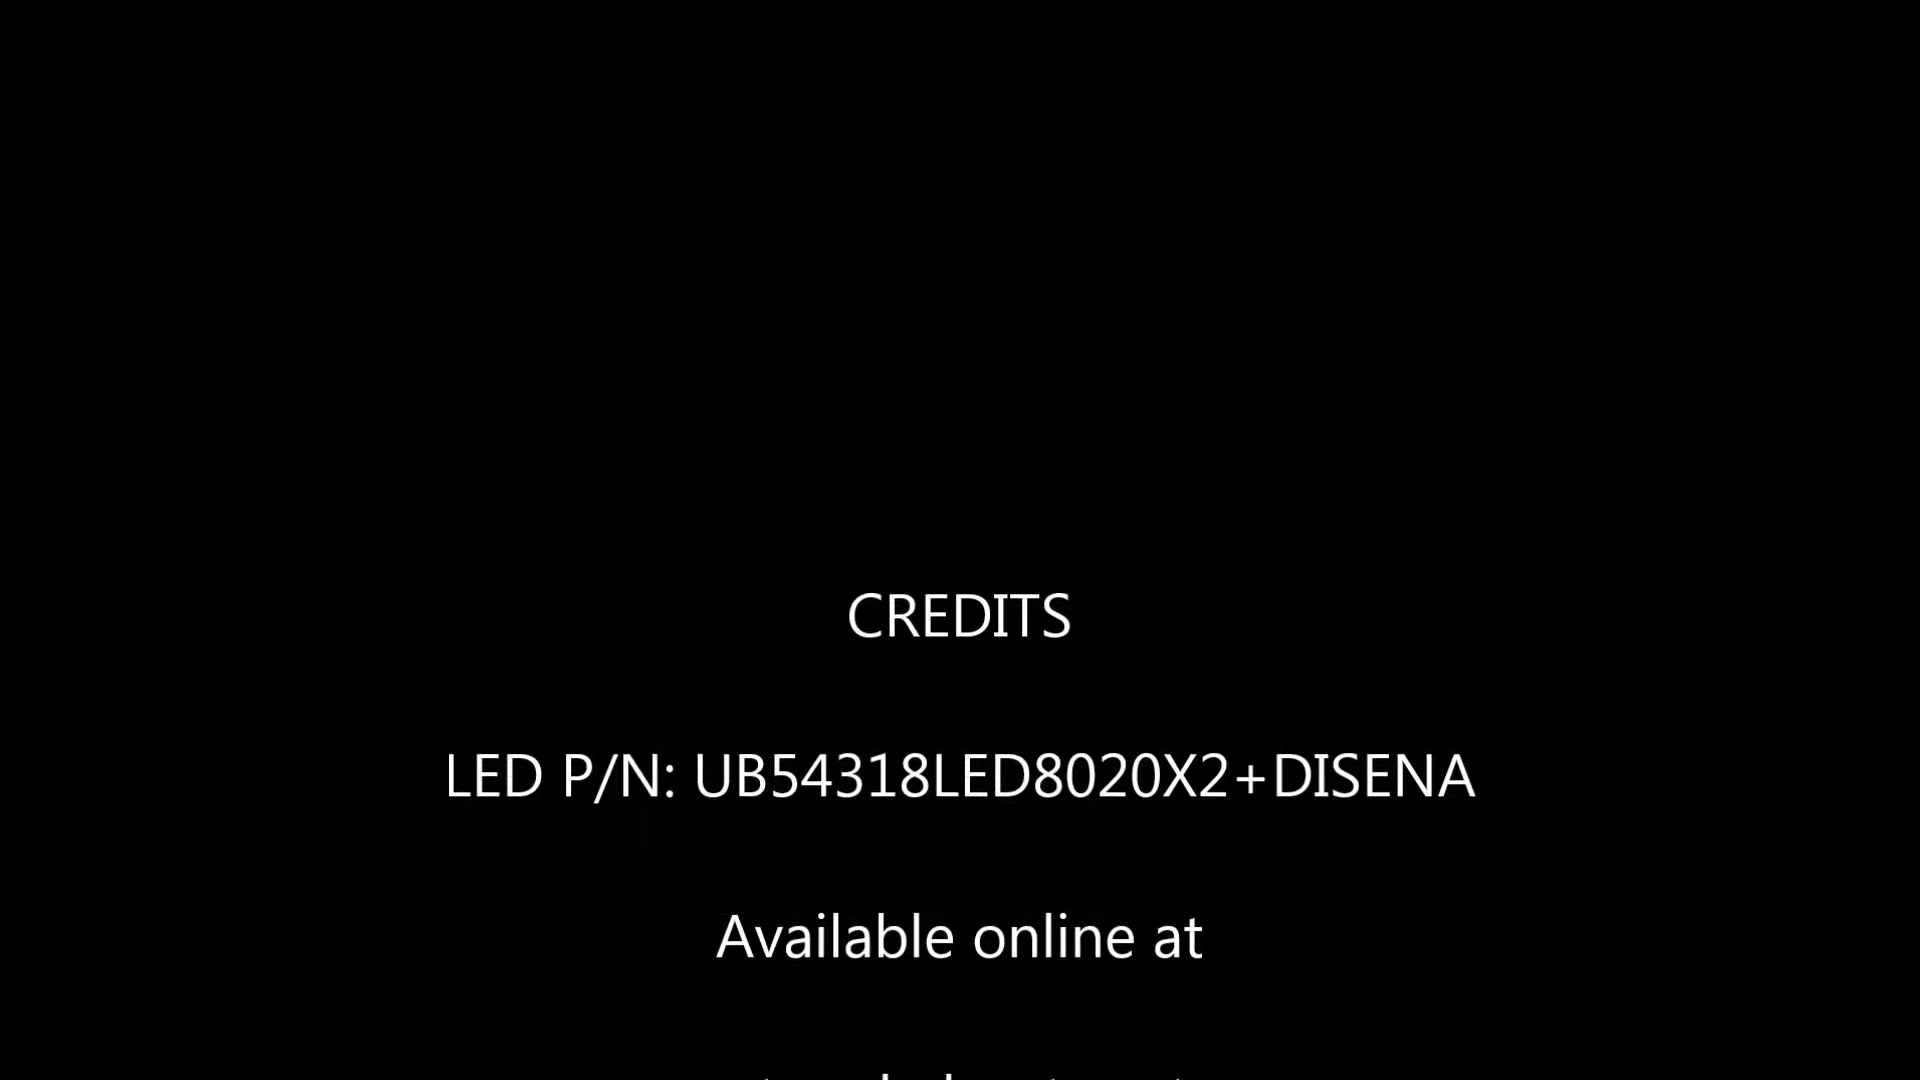 CREDITS
LED P/N: UB54318LED8020X2+DISENA
Available online at